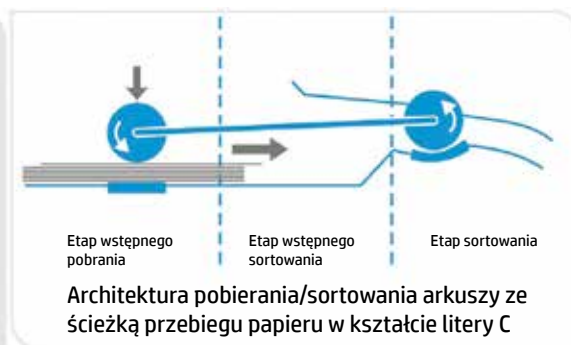 Etap wstępnego
pobrania
Etap wstępnego
sortowania
Etap sortowania
Architektura pobierania/sortowania arkuszy ze
ścieżką przebiegu papieru w kształcie litery C